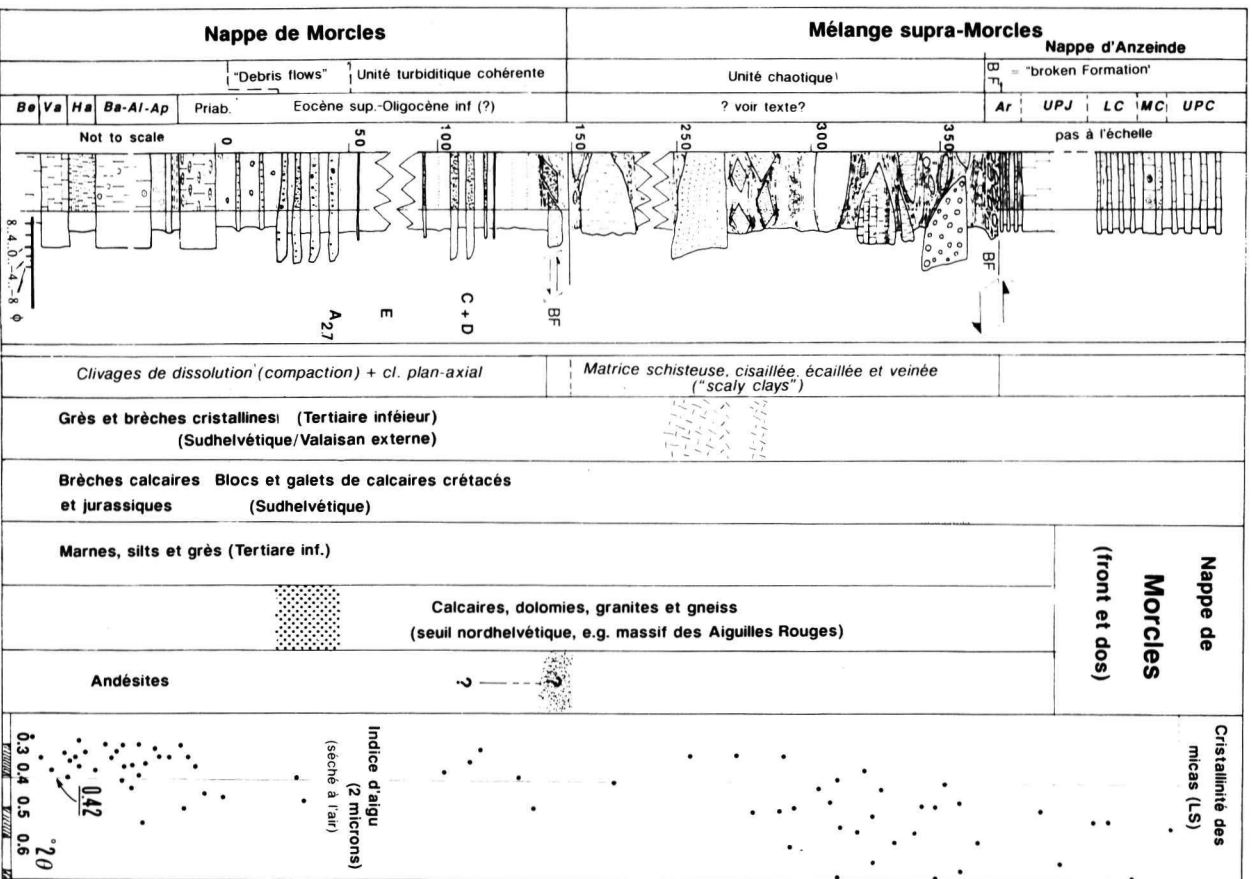 Nappe de Morcles
Mélange supra-Morcles
Nappe d'Anzeinde
"Debris flows"
Unité turbiditique cohérente
Unité chaotique
BF = "broken Formation"
Be Va Ha Ba-Al-Ap Priab. Eocène sup.-Oligocène inf (?) ? voir texte? Ar UPJ LC MC UPC
Not to scale 0 50 100 150 250 300 350 pas à l'échelle
8..4..0..-4..-8 φ
A 2.7
E
C + D
BF
BF
Clivages de dissolution (compaction) + cl. plan-axial
Matrice schisteuse, cisaillée, écaillée et veinée
("scaly clays")
Grès et brèches cristallines (Tertiaire inféieur)
(Sudhelvétique/Valaisan externe)
Brèches calcaires Blocs et galets de calcaires crétacés
et jurassiques (Sudhelvétique)
Marnes, silts et grès (Tertiare inf.)
Nappe de
Morcles
(front et dos)
Calcaires, dolomies, granites et gneiss
(seuil nordhelvétique, e.g. massif des Aiguilles Rouges)
Andésites
? ?
Cristallinité des
micas (LS)
Indice d'aigu
(2 microns)
(séché à l'air)
0.3 0.4 0.5 0.6 °2θ
0.42